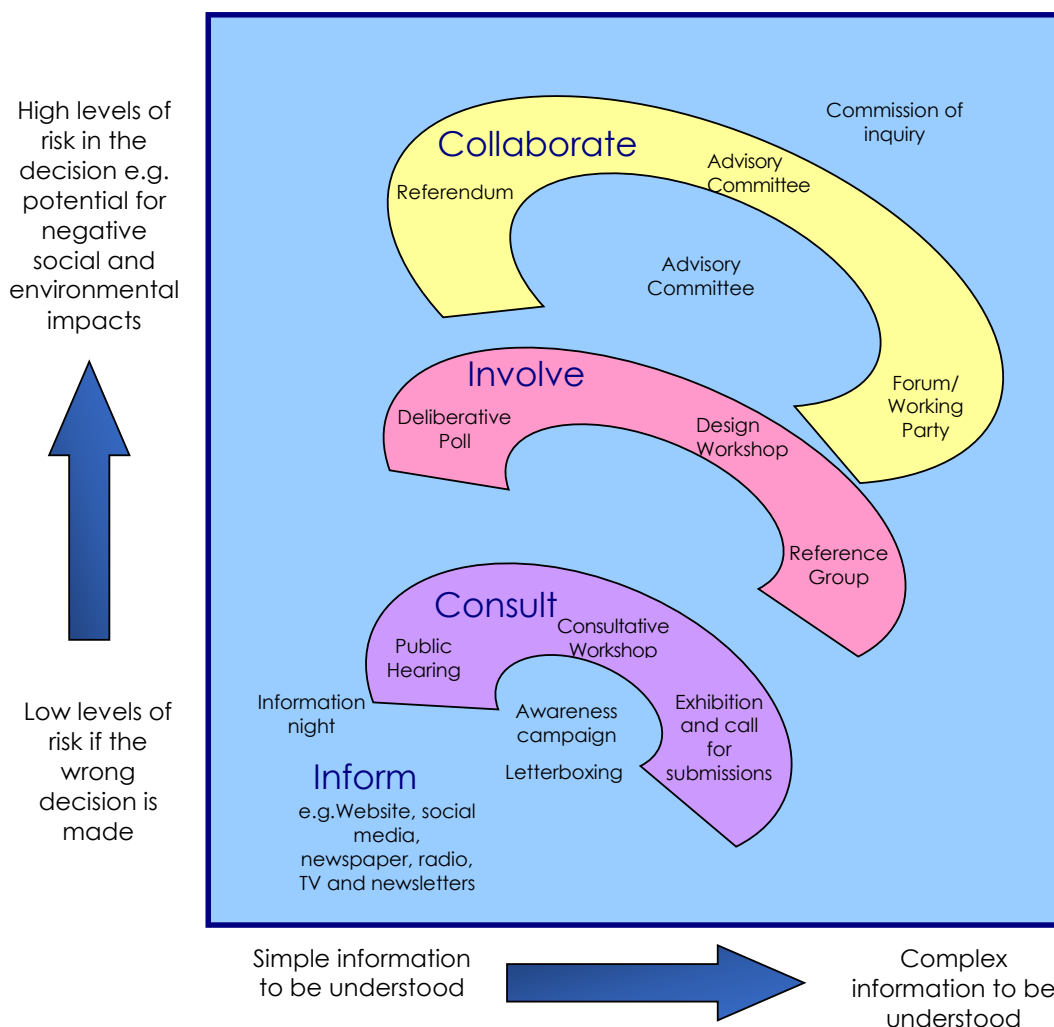 High levels of
risk in the
decision e.g.
potential for
negative
social and
environmental
impacts
Low levels of
risk if the
wrong
decision is
made
Commission of
inquiry
Collaborate
Referendum
Advisory
Committee
Advisory
Committee
Forum/
Working
Party
Involve
Deliberative
Poll
Design
Workshop
Reference
Group
Consult
Public
Hearing
Consultative
Workshop
Exhibition
and call
for
submissions
Information
night
Awareness
campaign
Letterboxing
Inform
e.g.Website, social
media,
newspaper, radio,
TV and newsletters
Simple information
to be understood
Complex
information to be
understood